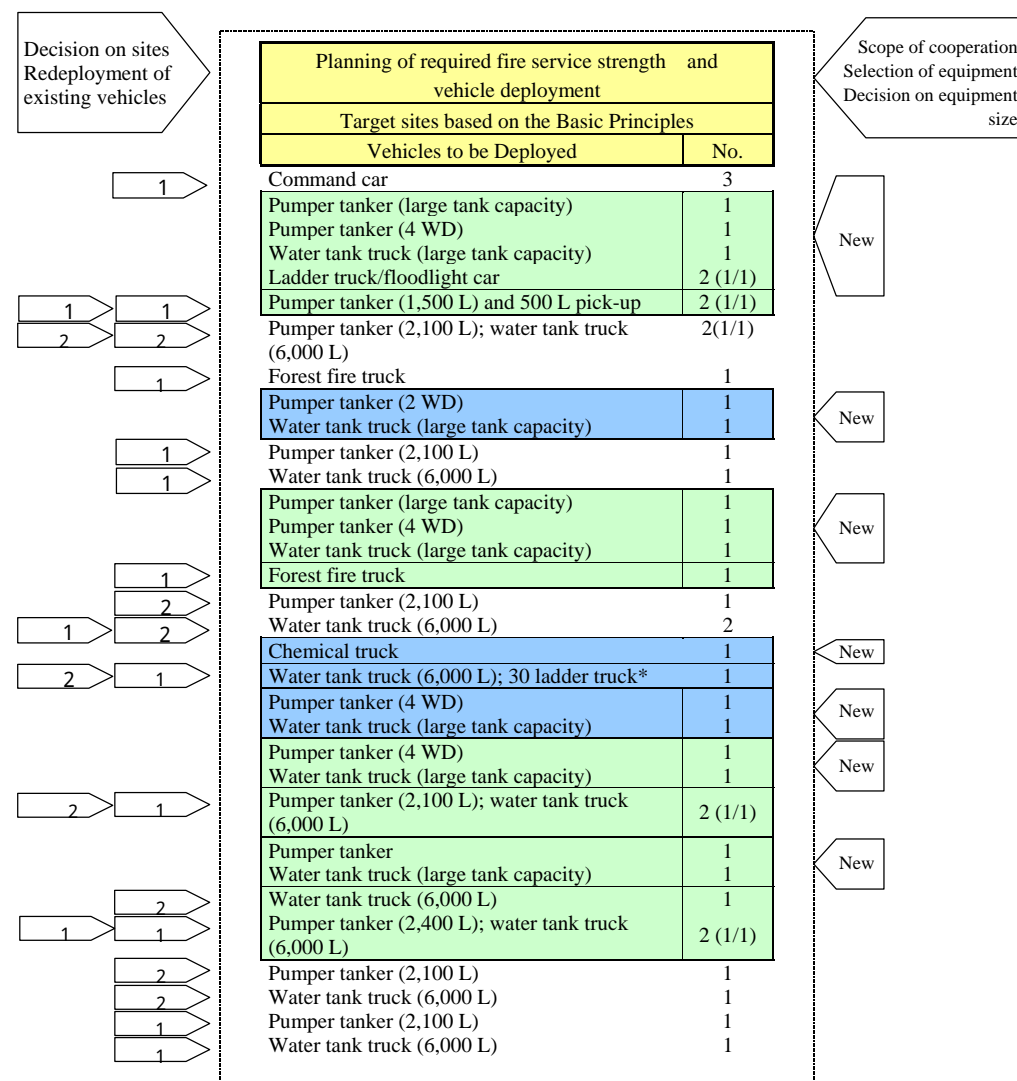 Decision on sites
Redeployment of
existing vehicles
Planning of required fire service strength and
vehicle deployment
Target sites based on the Basic Principles
Vehicles to be Deployed No.
Scope of cooperation
Selection of equipment
Decision on equipment
size
1 Command car 3
Pumper tanker (large tank capacity) 1
Pumper tanker (4 WD) 1
Water tank truck (large tank capacity) 1 New
Ladder truck/floodlight car 2 (1/1)
1 1 Pumper tanker (1,500 L) and 500 L pick-up 2 (1/1)
2 2 Pumper tanker (2,100 L); water tank truck 2(1/1)
(6,000 L)
1 Forest fire truck 1
Pumper tanker (2 WD) 1 New
Water tank truck (large tank capacity) 1
1 Pumper tanker (2,100 L) 1
1 Water tank truck (6,000 L) 1
Pumper tanker (large tank capacity) 1
Pumper tanker (4 WD) 1 New
Water tank truck (large tank capacity) 1
1 Forest fire truck 1
2 Pumper tanker (2,100 L) 1
1 2 Water tank truck (6,000 L) 2
Chemical truck 1 New
2 1 Water tank truck (6,000 L); 30 ladder truck* 1
Pumper tanker (4 WD) 1 New
Water tank truck (large tank capacity) 1
Pumper tanker (4 WD) 1 New
Water tank truck (large tank capacity) 1
2 1 Pumper tanker (2,100 L); water tank truck 2 (1/1)
(6,000 L)
Pumper tanker 1 New
Water tank truck (large tank capacity) 1
2 Water tank truck (6,000 L) 1
1 1 Pumper tanker (2,400 L); water tank truck 2 (1/1)
(6,000 L)
2 Pumper tanker (2,100 L) 1
2 Water tank truck (6,000 L) 1
1 Pumper tanker (2,100 L) 1
1 Water tank truck (6,000 L) 1